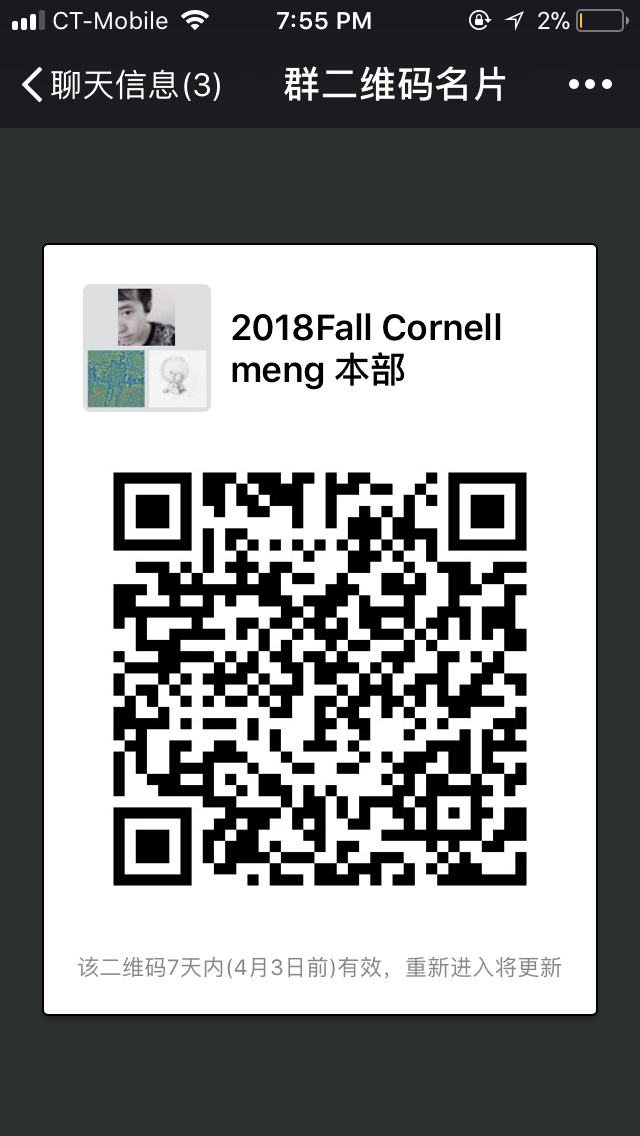 CT-Mobile 7:55 PM 2%
聊天信息(3) 群二维码名片
2018Fall Cornell
meng 本部
该二维码7天内(4月3日前)有效，重新进入将更新